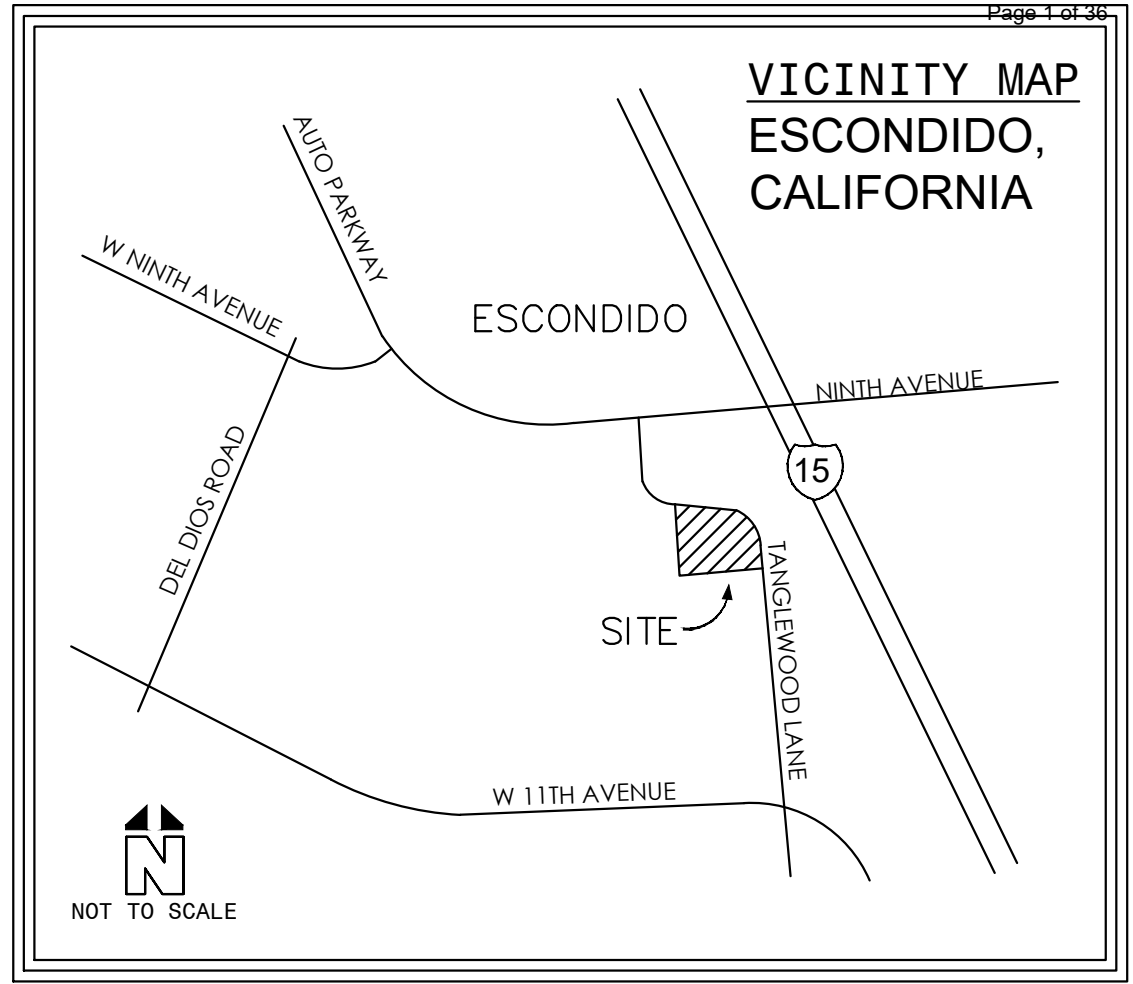 Page 1 of 36
VICINITY MAP
ESCONDIDO,
CALIFORNIA
AUTO PARKWAY
W NINTH AVENUE
ESCONDIDO
NINTH AVENUE
15
DEL DIOS ROAD
TANGLEWOOD LANE
SITE
W 11TH AVENUE
N
NOT TO SCALE